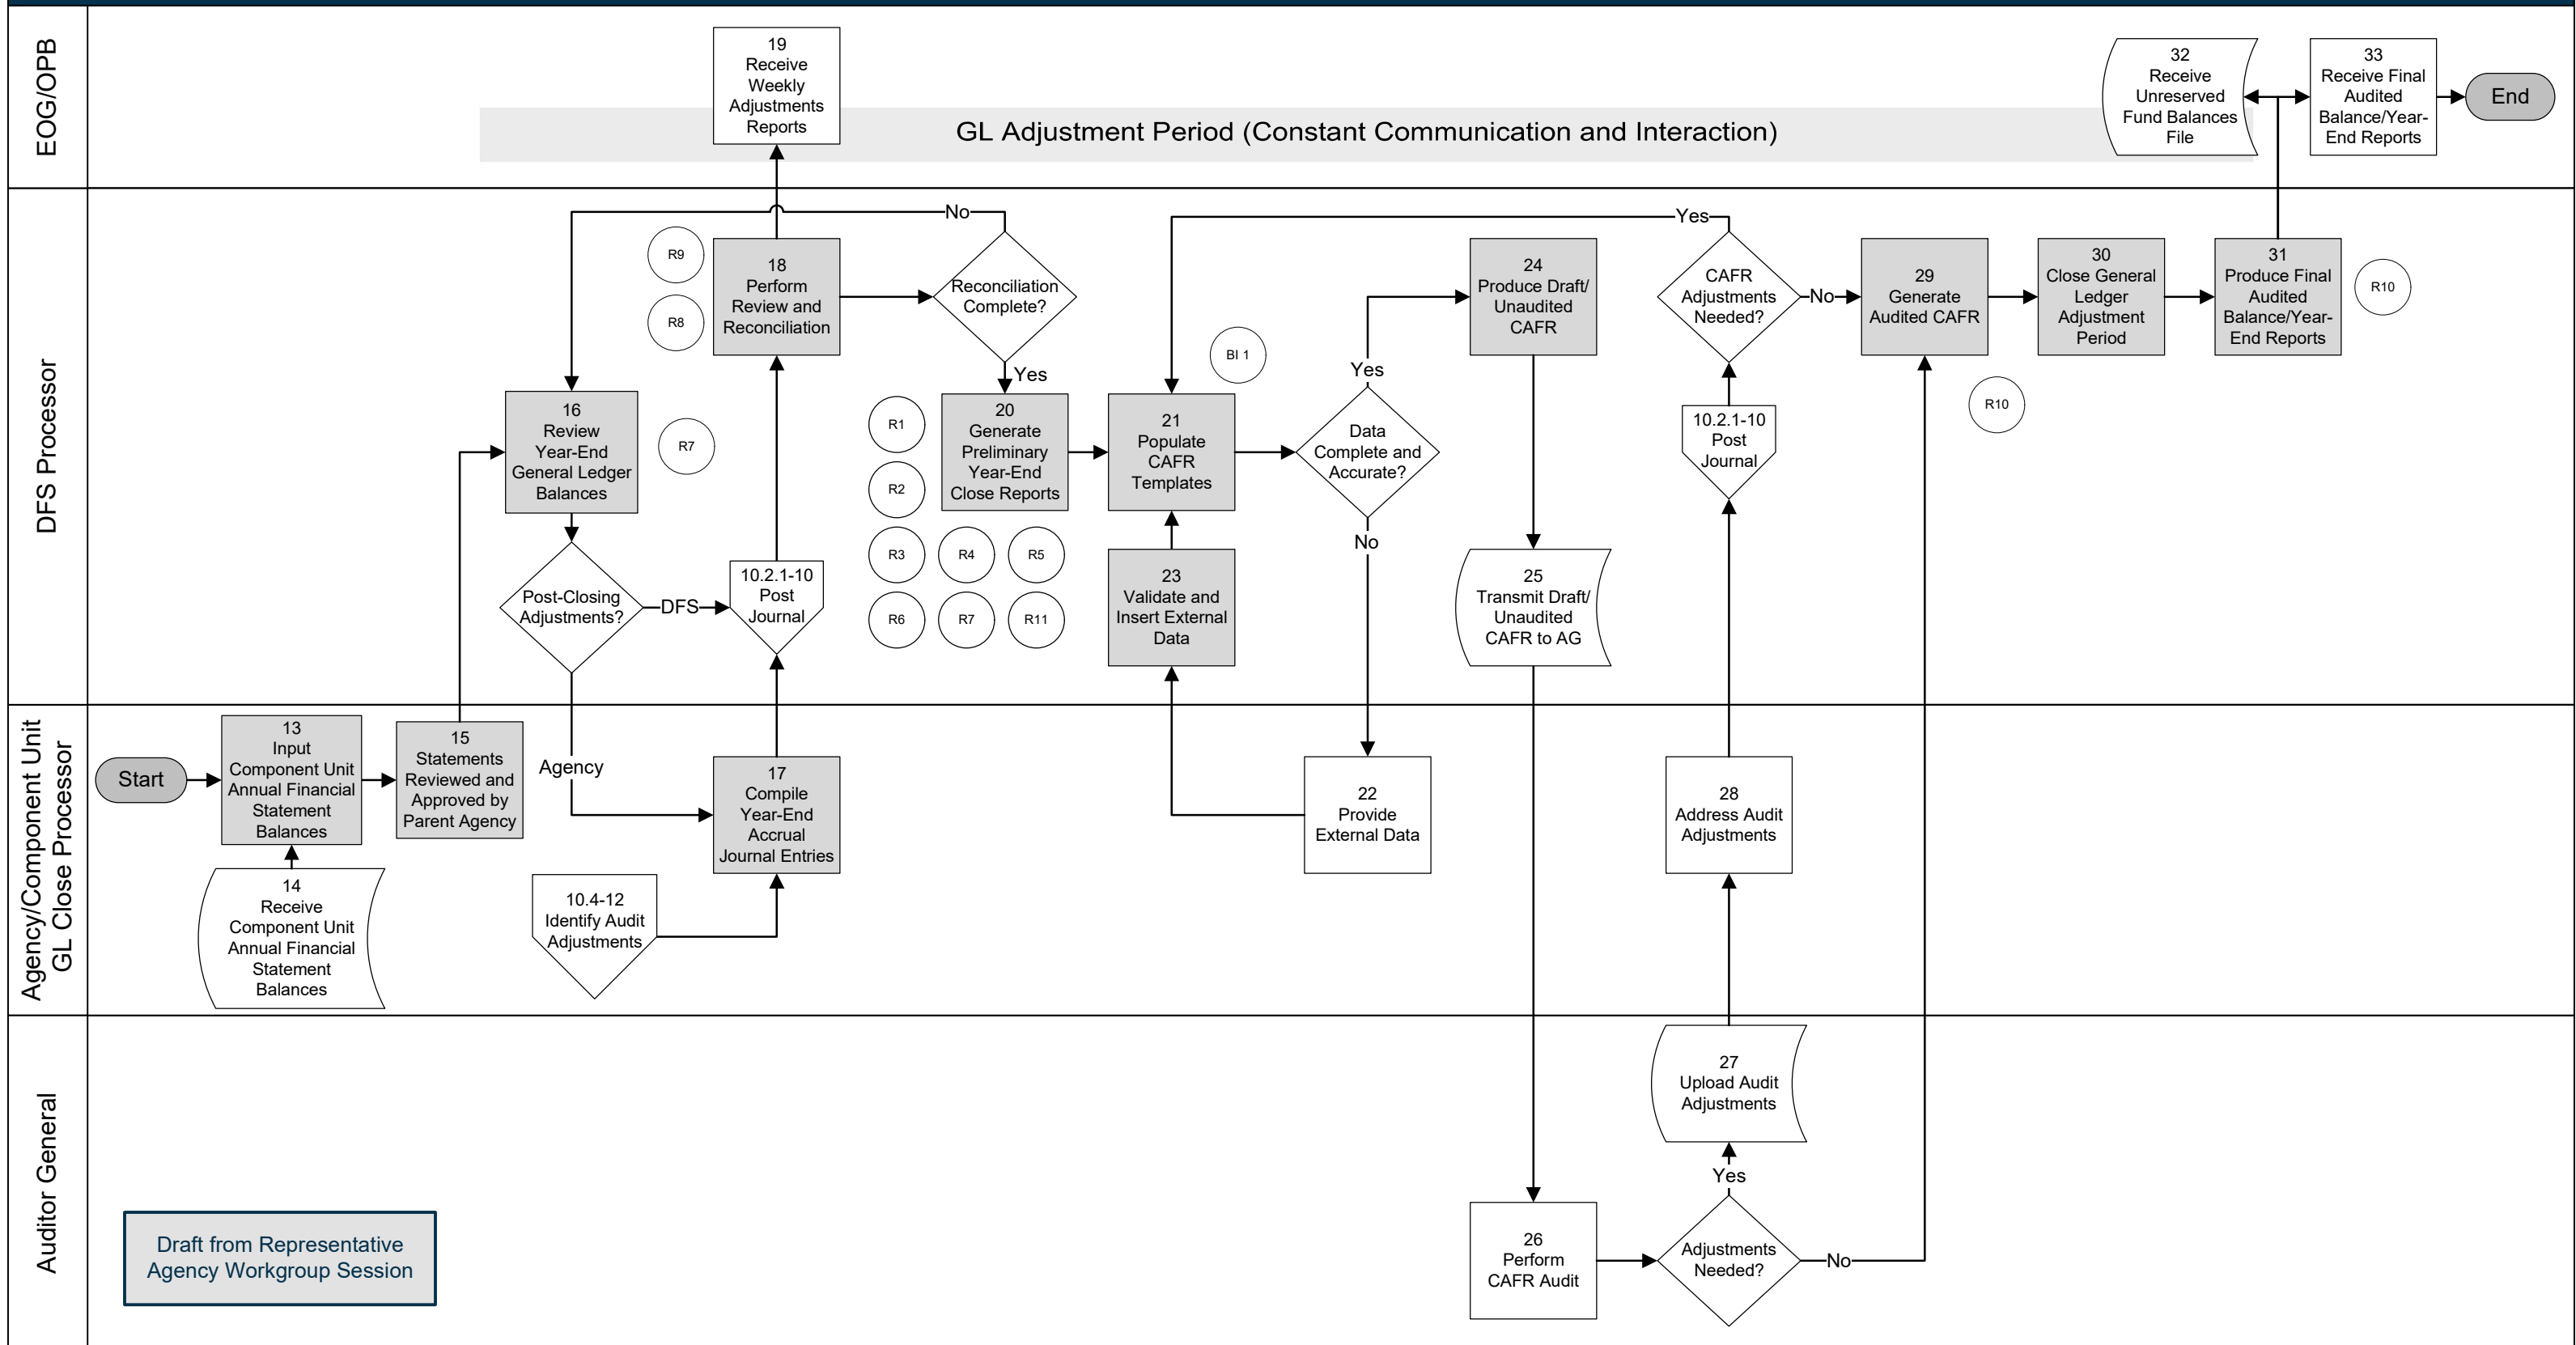 EOG/OPB
19
Receive
Weekly
Adjustments
Reports
GL Adjustment Period (Constant Communication and Interaction)
32
Receive
Unreserved
Fund Balances
File
33
Receive Final
Audited
Balance/Year-
End Reports
End
DFS Processor
No
R9
R8
18
Perform
Review and
Reconciliation
Reconciliation
Complete?
Yes
16
Review
Year-End
General Ledger
Balances
R7
Post-Closing
Adjustments?
DFS
10.2.1-10
Post
Journal
R1
R2
R3
R4
R5
R6
R7
R11
20
Generate
Preliminary
Year-End
Close Reports
BI 1
21
Populate
CAFR
Templates
Data
Complete and
Accurate?
Yes
No
23
Validate and
Insert External
Data
24
Produce Draft/
Unaudited
CAFR
25
Transmit Draft/
Unaudited
CAFR to AG
Yes
CAFR
Adjustments
Needed?
No
10.2.1-10
Post
Journal
29
Generate
Audited CAFR
R10
30
Close General
Ledger
Adjustment
Period
31
Produce Final
Audited
Balance/Year-
End Reports
R10
Agency/Component Unit
GL Close Processor
Start
13
Input
Component Unit
Annual Financial
Statement
Balances
14
Receive
Component Unit
Annual Financial
Statement
Balances
15
Statements
Reviewed and
Approved by
Parent Agency
Agency
17
Compile
Year-End
Accrual
Journal Entries
10.4-12
Identify Audit
Adjustments
22
Provide
External Data
28
Address Audit
Adjustments
Auditor General
27
Upload Audit
Adjustments
Yes
26
Perform
CAFR Audit
Adjustments
Needed?
No
Draft from Representative
Agency Workgroup Session